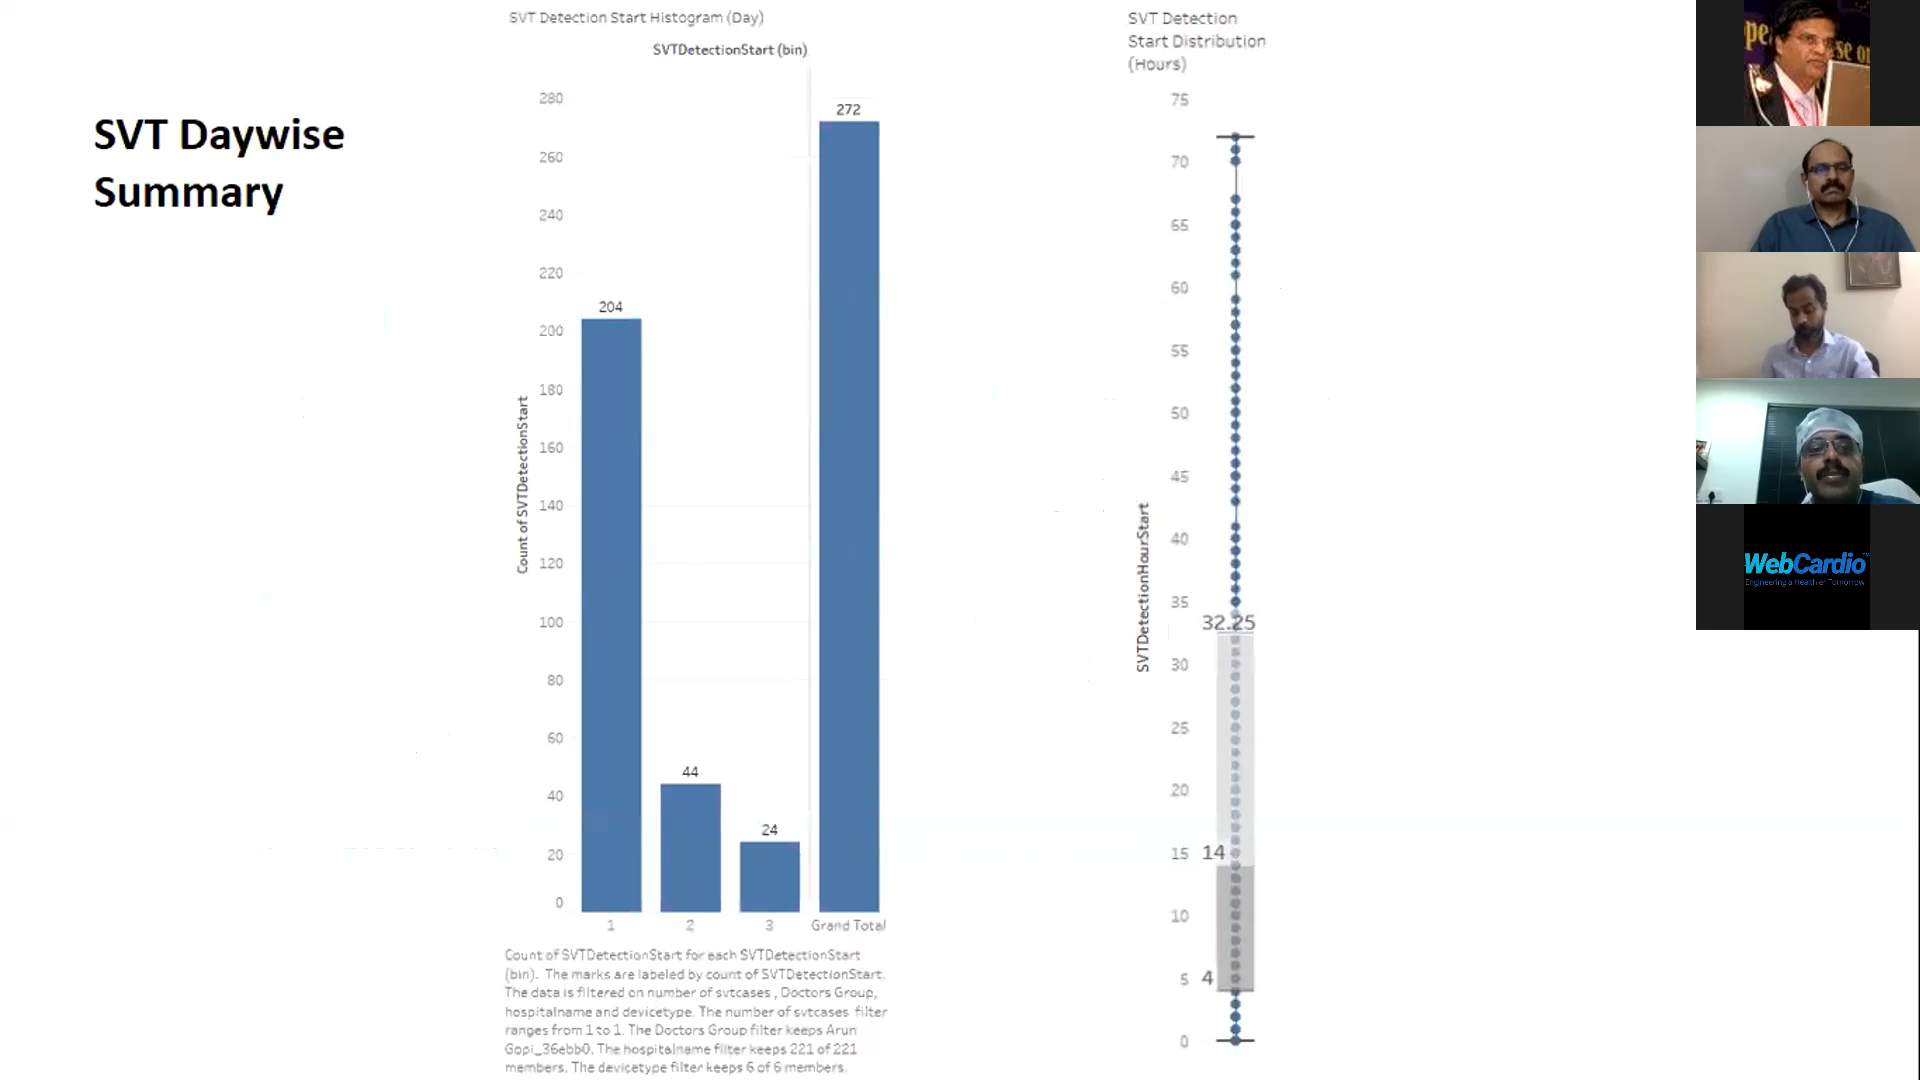 SVT Daywise
Summary
SVT Detection Start Histogram (Day)
SVTDetectionStart (bin)
Count of SVTDetectionStart
280
260
240
220
200
180
160
140
120
100
80
60
40
20
0
204
44
24
272
1
2
3
Grand Total
Count of SVTDetectionStart for each SVTDetectionStart
(bin). The marks are labeled by count of SVTDetectionStart.
The data is filtered on number of svtcases , Doctors Group,
hospitalname and devicetype. The number of svtcases filter
ranges from 1 to 1. The Doctors Group filter keeps Arun
Gopi_36ebb0. The hospitalname filter keeps 221 of 221
members. The devicetype filter keeps 6 of 6 members.
SVT Detection
Start Distribution
(Hours)
SVTDetectionHourStart
75
70
65
60
55
50
45
40
35
30
25
20
15
10
5
0
32.25
14
4
WebCardio™
Engineering a Healthier Tomorrow